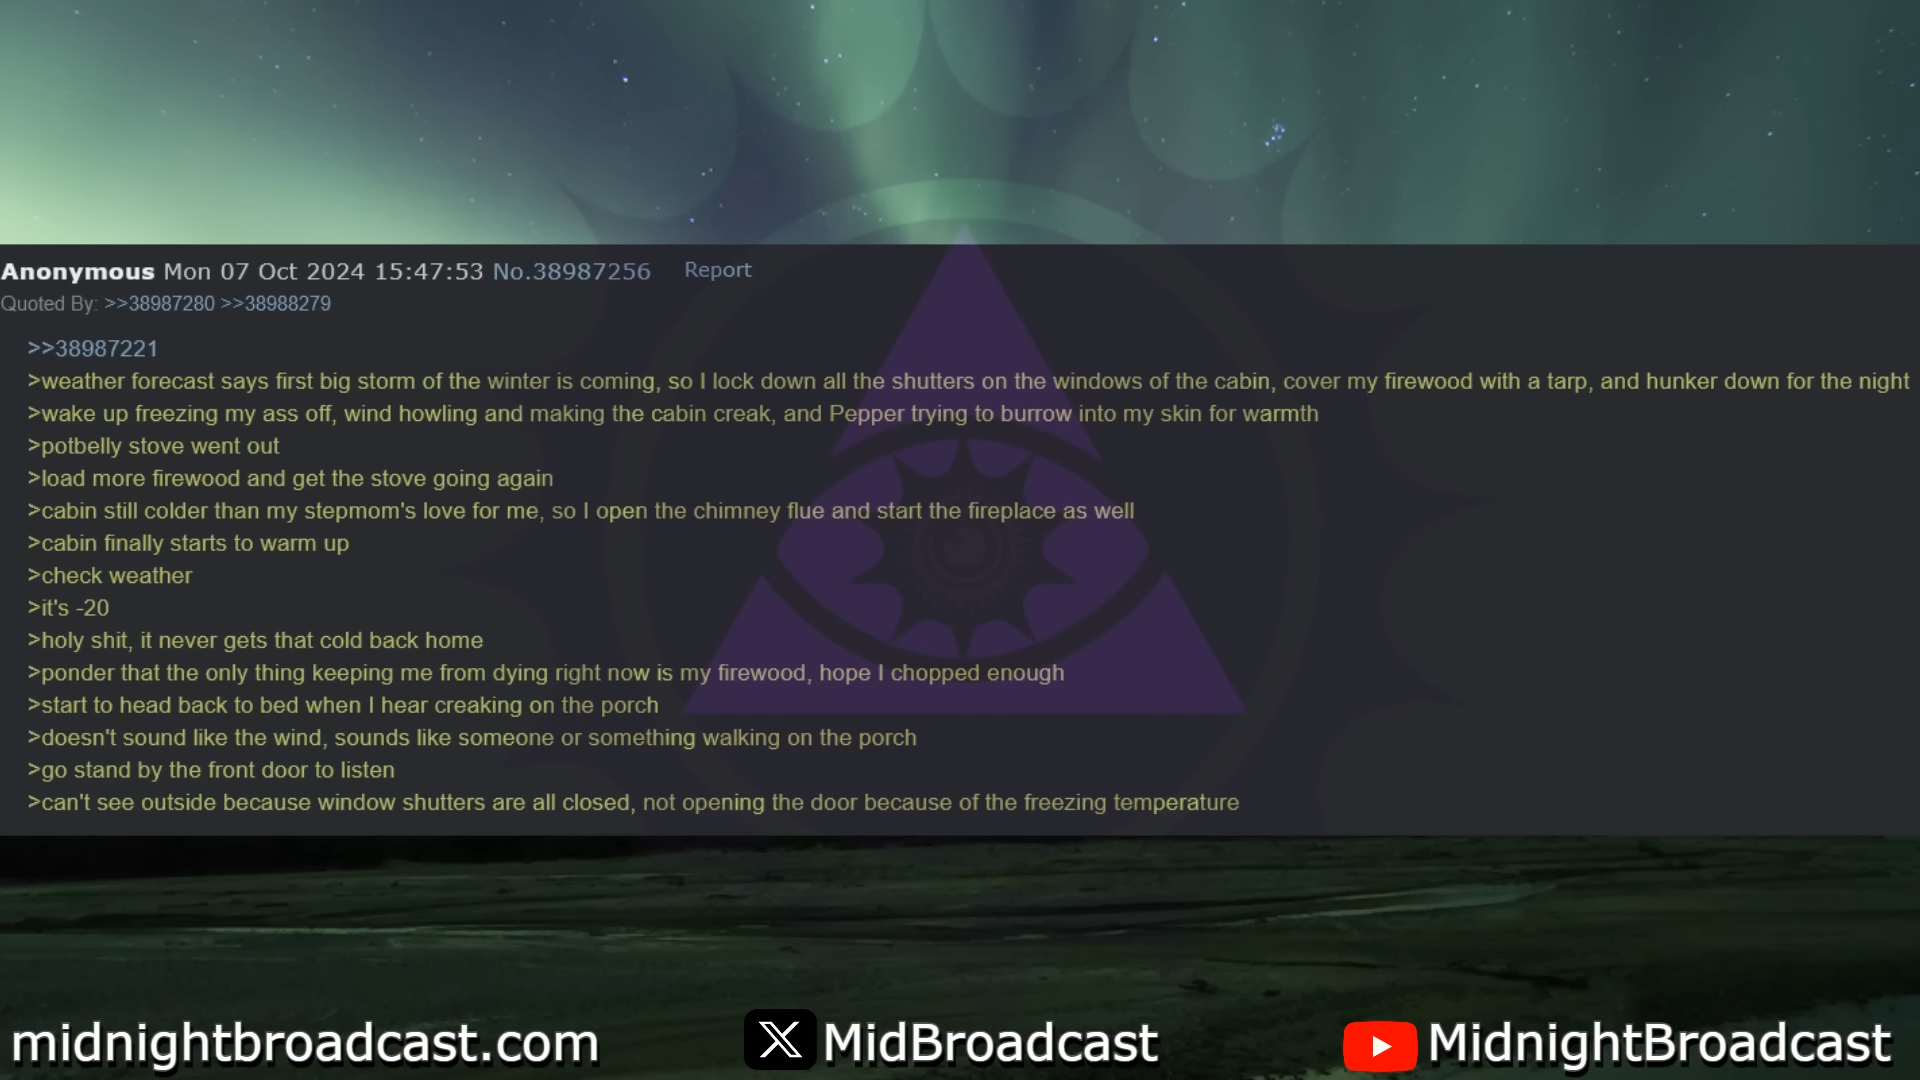 Anonymous Mon 07 Oct 2024 15:47:53 No.38987256 Report
Quoted By: >>38987280 >>38988279
>>38987221
>weather forecast says first big storm of the winter is coming, so I lock down all the shutters on the windows of the cabin, cover my firewood with a tarp, and hunker down for the night
>wake up freezing my ass off, wind howling and making the cabin creak, and Pepper trying to burrow into my skin for warmth
>potbelly stove went out
>load more firewood and get the stove going again
>cabin still colder than my stepmom's love for me, so I open the chimney flue and start the fireplace as well
>cabin finally starts to warm up
>check weather
>it's -20
>holy shit, it never gets that cold back home
>ponder that the only thing keeping me from dying right now is my firewood, hope I chopped enough
>start to head back to bed when I hear creaking on the porch
>doesn't sound like the wind, sounds like someone or something walking on the porch
>go stand by the front door to listen
>can't see outside because window shutters are all closed, not opening the door because of the freezing temperature
midnightbroadcast.com MidBroadcast MidnightBroadcast